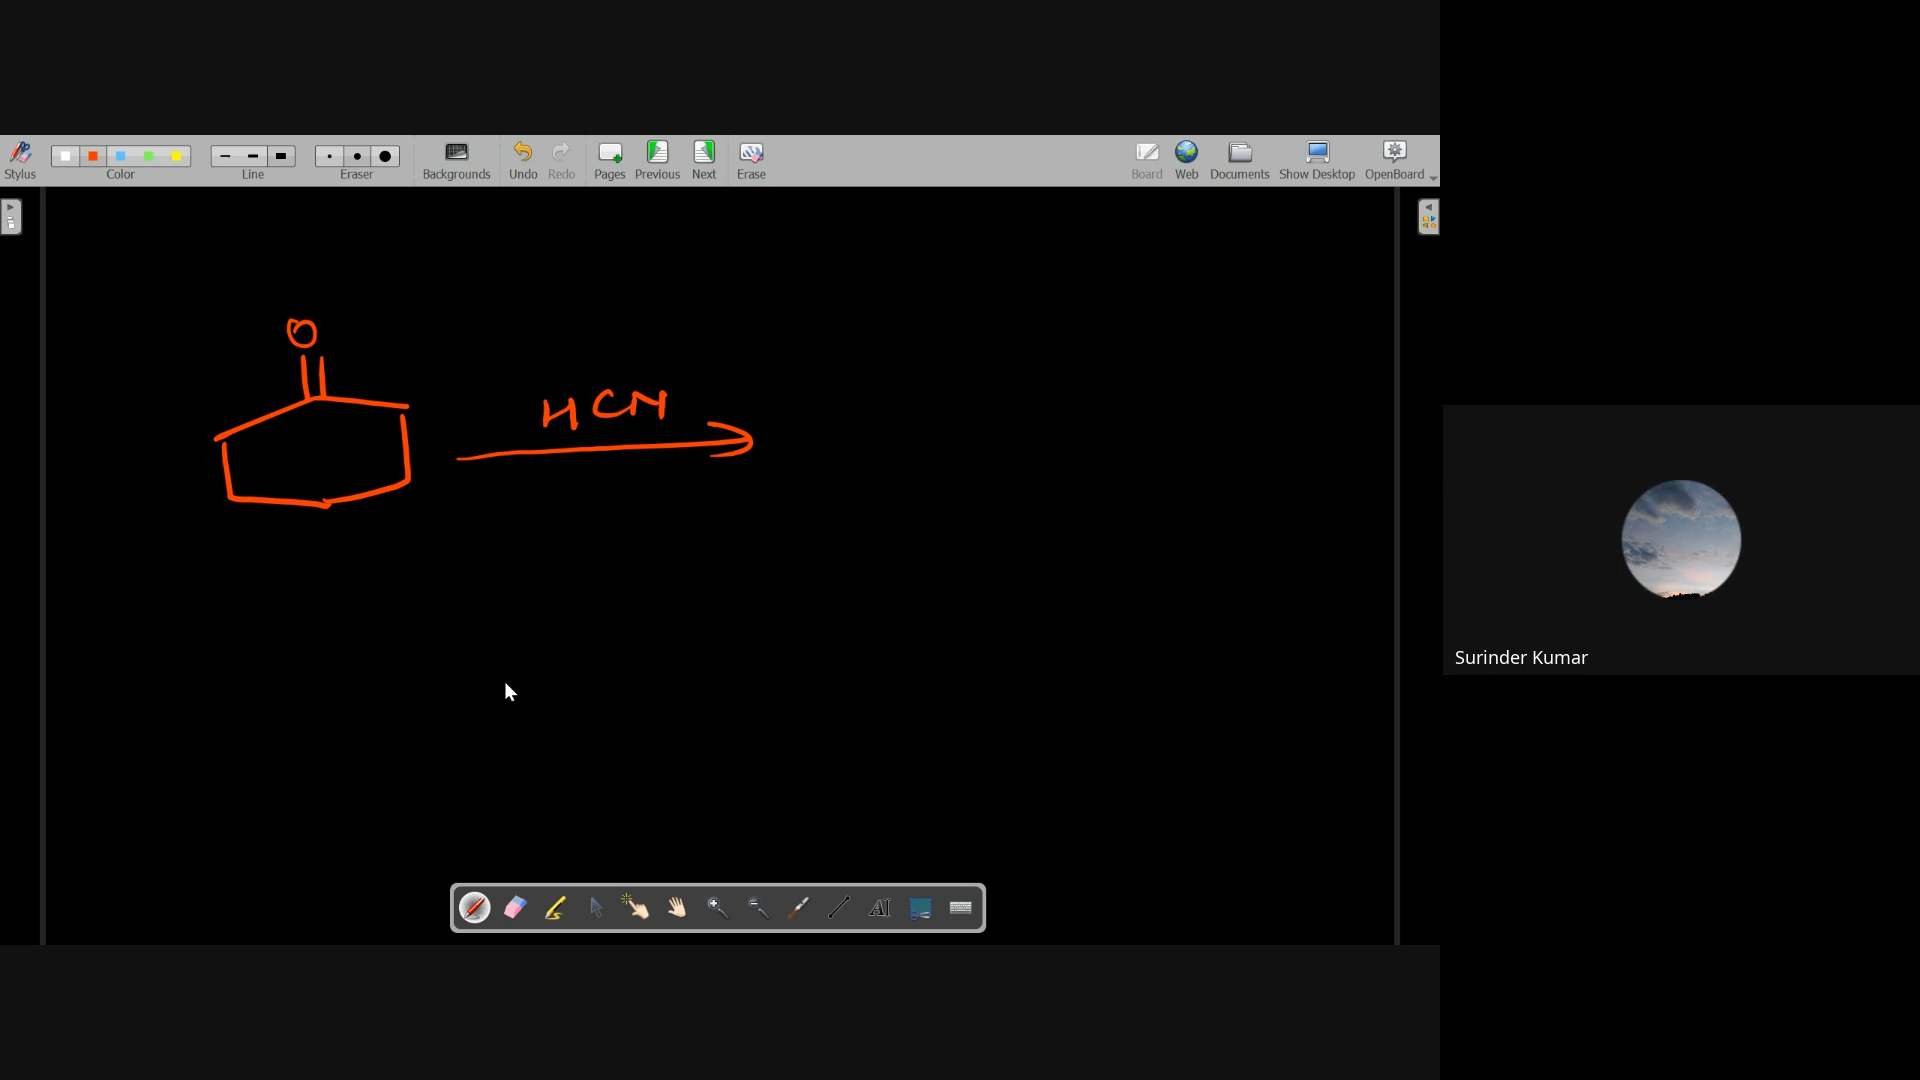 Stylus Color Line Eraser Backgrounds Undo Redo Pages Previous Next Erase Board Web Documents Show Desktop OpenBoard
O
HCN
Surinder Kumar
AI